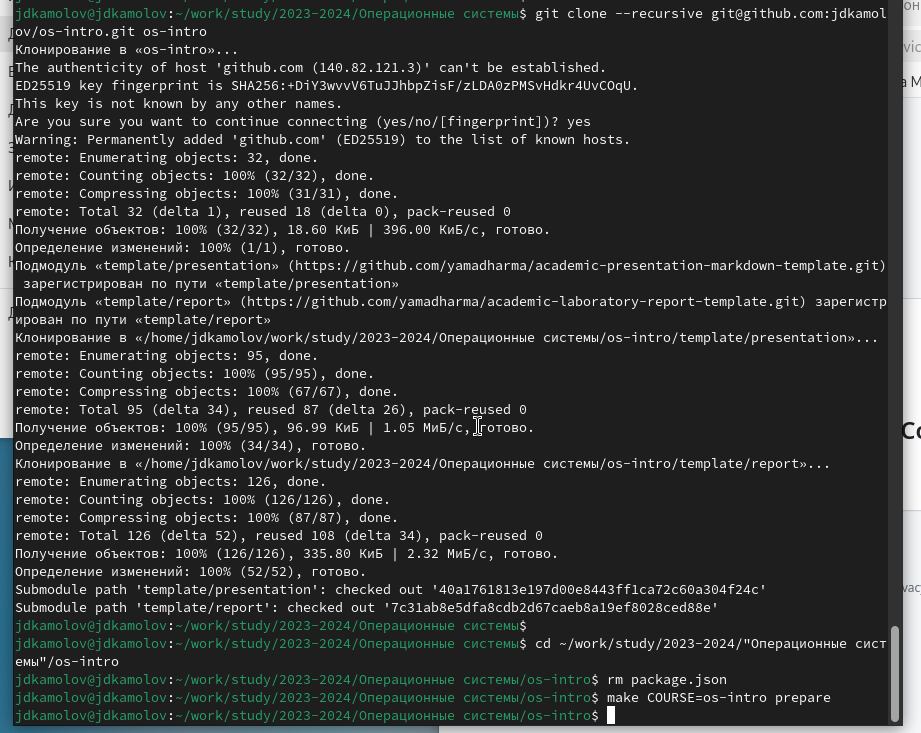 jdkamolov@jdkamolov:~/work/study/2023-2024/Операционные системы$ git clone --recursive git@github.com:jdkamol
ov/os-intro.git os-intro
Клонирование в «os-intro»...
The authenticity of host 'github.com (140.82.121.3)' can't be established.
ED25519 key fingerprint is SHA256:+DiY3wvvV6TuJJhbpZisF/zLDA0zPMSvHdkr4UvCOqU.
This key is not known by any other names.
Are you sure you want to continue connecting (yes/no/[fingerprint])? yes
Warning: Permanently added 'github.com' (ED25519) to the list of known hosts.
remote: Enumerating objects: 32, done.
remote: Counting objects: 100% (32/32), done.
remote: Compressing objects: 100% (31/31), done.
remote: Total 32 (delta 1), reused 18 (delta 0), pack-reused 0
Получение объектов: 100% (32/32), 18.60 КиБ | 396.00 КиБ/с, готово.
Определение изменений: 100% (1/1), готово.
Подмодуль «template/presentation» (https://github.com/yamadharma/academic-presentation-markdown-template.git)
зарегистрирован по пути «template/presentation»
Подмодуль «template/report» (https://github.com/yamadharma/academic-laboratory-report-template.git) зарегистр
ирован по пути «template/report»
Клонирование в «/home/jdkamolov/work/study/2023-2024/Операционные системы/os-intro/template/presentation»...
remote: Enumerating objects: 95, done.
remote: Counting objects: 100% (95/95), done.
remote: Compressing objects: 100% (67/67), done.
remote: Total 95 (delta 34), reused 87 (delta 26), pack-reused 0
Получение объектов: 100% (95/95), 96.99 КиБ | 1.05 МиБ/с, готово.
Определение изменений: 100% (34/34), готово.
Клонирование в «/home/jdkamolov/work/study/2023-2024/Операционные системы/os-intro/template/report»...
remote: Enumerating objects: 126, done.
remote: Counting objects: 100% (126/126), done.
remote: Compressing objects: 100% (87/87), done.
remote: Total 126 (delta 52), reused 108 (delta 34), pack-reused 0
Получение объектов: 100% (126/126), 335.80 КиБ | 2.32 МиБ/с, готово.
Определение изменений: 100% (52/52), готово.
Submodule path 'template/presentation': checked out '40a1761813e197d00e8443ff1ca72c60a304f24c'
Submodule path 'template/report': checked out '7c31ab8e5dfa8cdb2d67caeb8a19ef8028ced88e'
jdkamolov@jdkamolov:~/work/study/2023-2024/Операционные системы$
jdkamolov@jdkamolov:~/work/study/2023-2024/Операционные системы$ cd ~/work/study/2023-2024/"Операционные сист
емы"/os-intro
jdkamolov@jdkamolov:~/work/study/2023-2024/Операционные системы/os-intro$ rm package.json
jdkamolov@jdkamolov:~/work/study/2023-2024/Операционные системы/os-intro$ make COURSE=os-intro prepare
jdkamolov@jdkamolov:~/work/study/2023-2024/Операционные системы/os-intro$